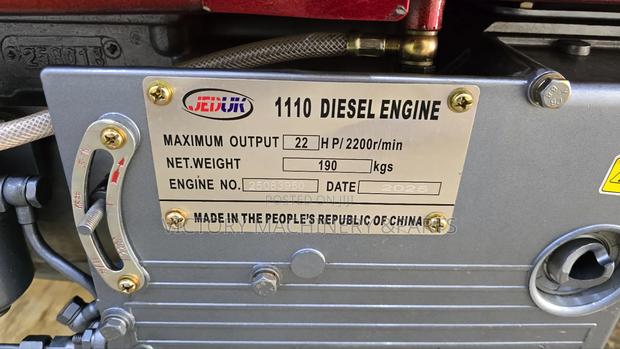 JEDUK
1110 DIESEL ENGINE
MAXIMUM OUTPUT 22 HP/2200r/min
NET.WEIGHT 190 kgs
ENGINE NO. DATE
POSTED ON JIJI
MADE IN THE PEOPLE'S REPUBLIC OF CHINA
VICTORY MACHINERY & PARTS